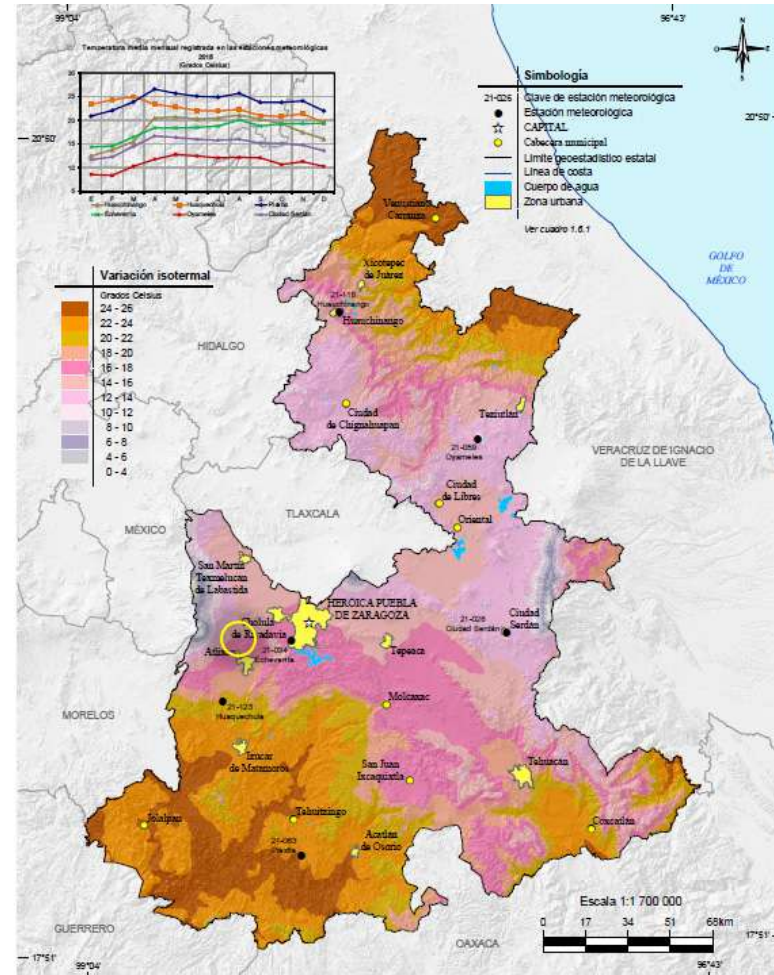 99°04'
96°43'
Temperatura media mensual registrada en las estaciones meteorológicas
2015
(Grados Celsius)
30
25
20
15
10
5
E F M A M J J A S O N D
Huauchinango
Huaquechula
Piaxtla
Echeverría
Oyameles
Ciudad Serdán
20°50'
20°50'
N
E
Simbología
21-026 Clave de estación meteorológica
Estación meteorológica
CAPITAL
Cabecera municipal
Límite geoestadístico estatal
Línea de costa
Cuerpo de agua
Zona urbana
Ver cuadro 1.6.1
GOLFO
DE
MÉXICO
Variación isotermal
Grados Celsius
24 - 26
22 - 24
20 - 22
18 - 20
16 - 18
14 - 16
12 - 14
10 - 12
8 - 10
6 - 8
4 - 6
0 - 4
Venustiano
Carranza
Xicotepec
de Juárez
Huauchinango
Huauchinango
HIDALGO
Ciudad
de Chignahuapan
Teziutlán
21-059
Oyameles
VERACRUZ DE IGNACIO
DE LA LLAVE
Ciudad
de Libres
TLAXCALA
Oriental
MÉXICO
San Martín
Texmelucan
de Labastida
HEROICA PUEBLA
DE ZARAGOZA
Cholula
de Rivadavia
21-026
Ciudad Serdán
Ciudad
Serdán
21-034
Echeverría
Tepeaca
21-123
Huaquechula
Molcaxac
MORELOS
Izúcar
de Matamoros
San Juan
Ixcaquixtla
Tehuacán
Jolalpan
Tehuitzingo
Coxcatlán
Acatlán
de Osorio
21-063
Piaxtla
Escala 1:1 700 000
0 17 34 51 68km
GUERRERO
OAXACA
17°51'
17°51'
99°04'
96°43'